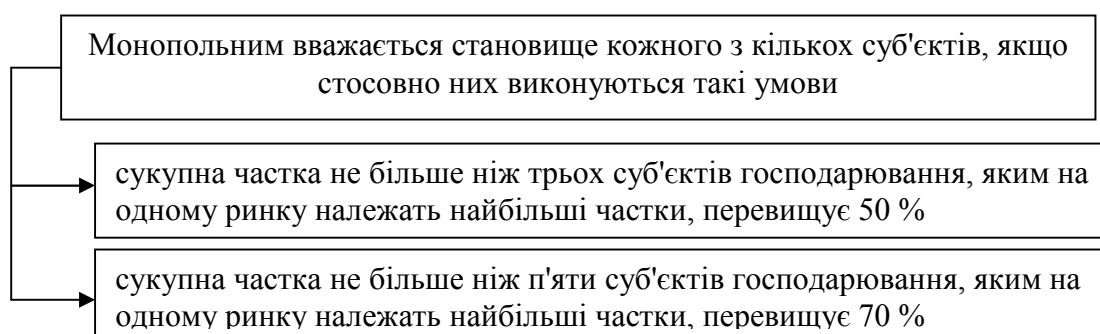 Монопольним вважається становище кожного з кількох суб'єктів, якщо
стосовно них виконуються такі умови
сукупна частка не більше ніж трьох суб'єктів господарювання, яким на
одному ринку належать найбільші частки, перевищує 50 %
сукупна частка не більше ніж п'яти суб'єктів господарювання, яким на
одному ринку належать найбільші частки, перевищує 70 %